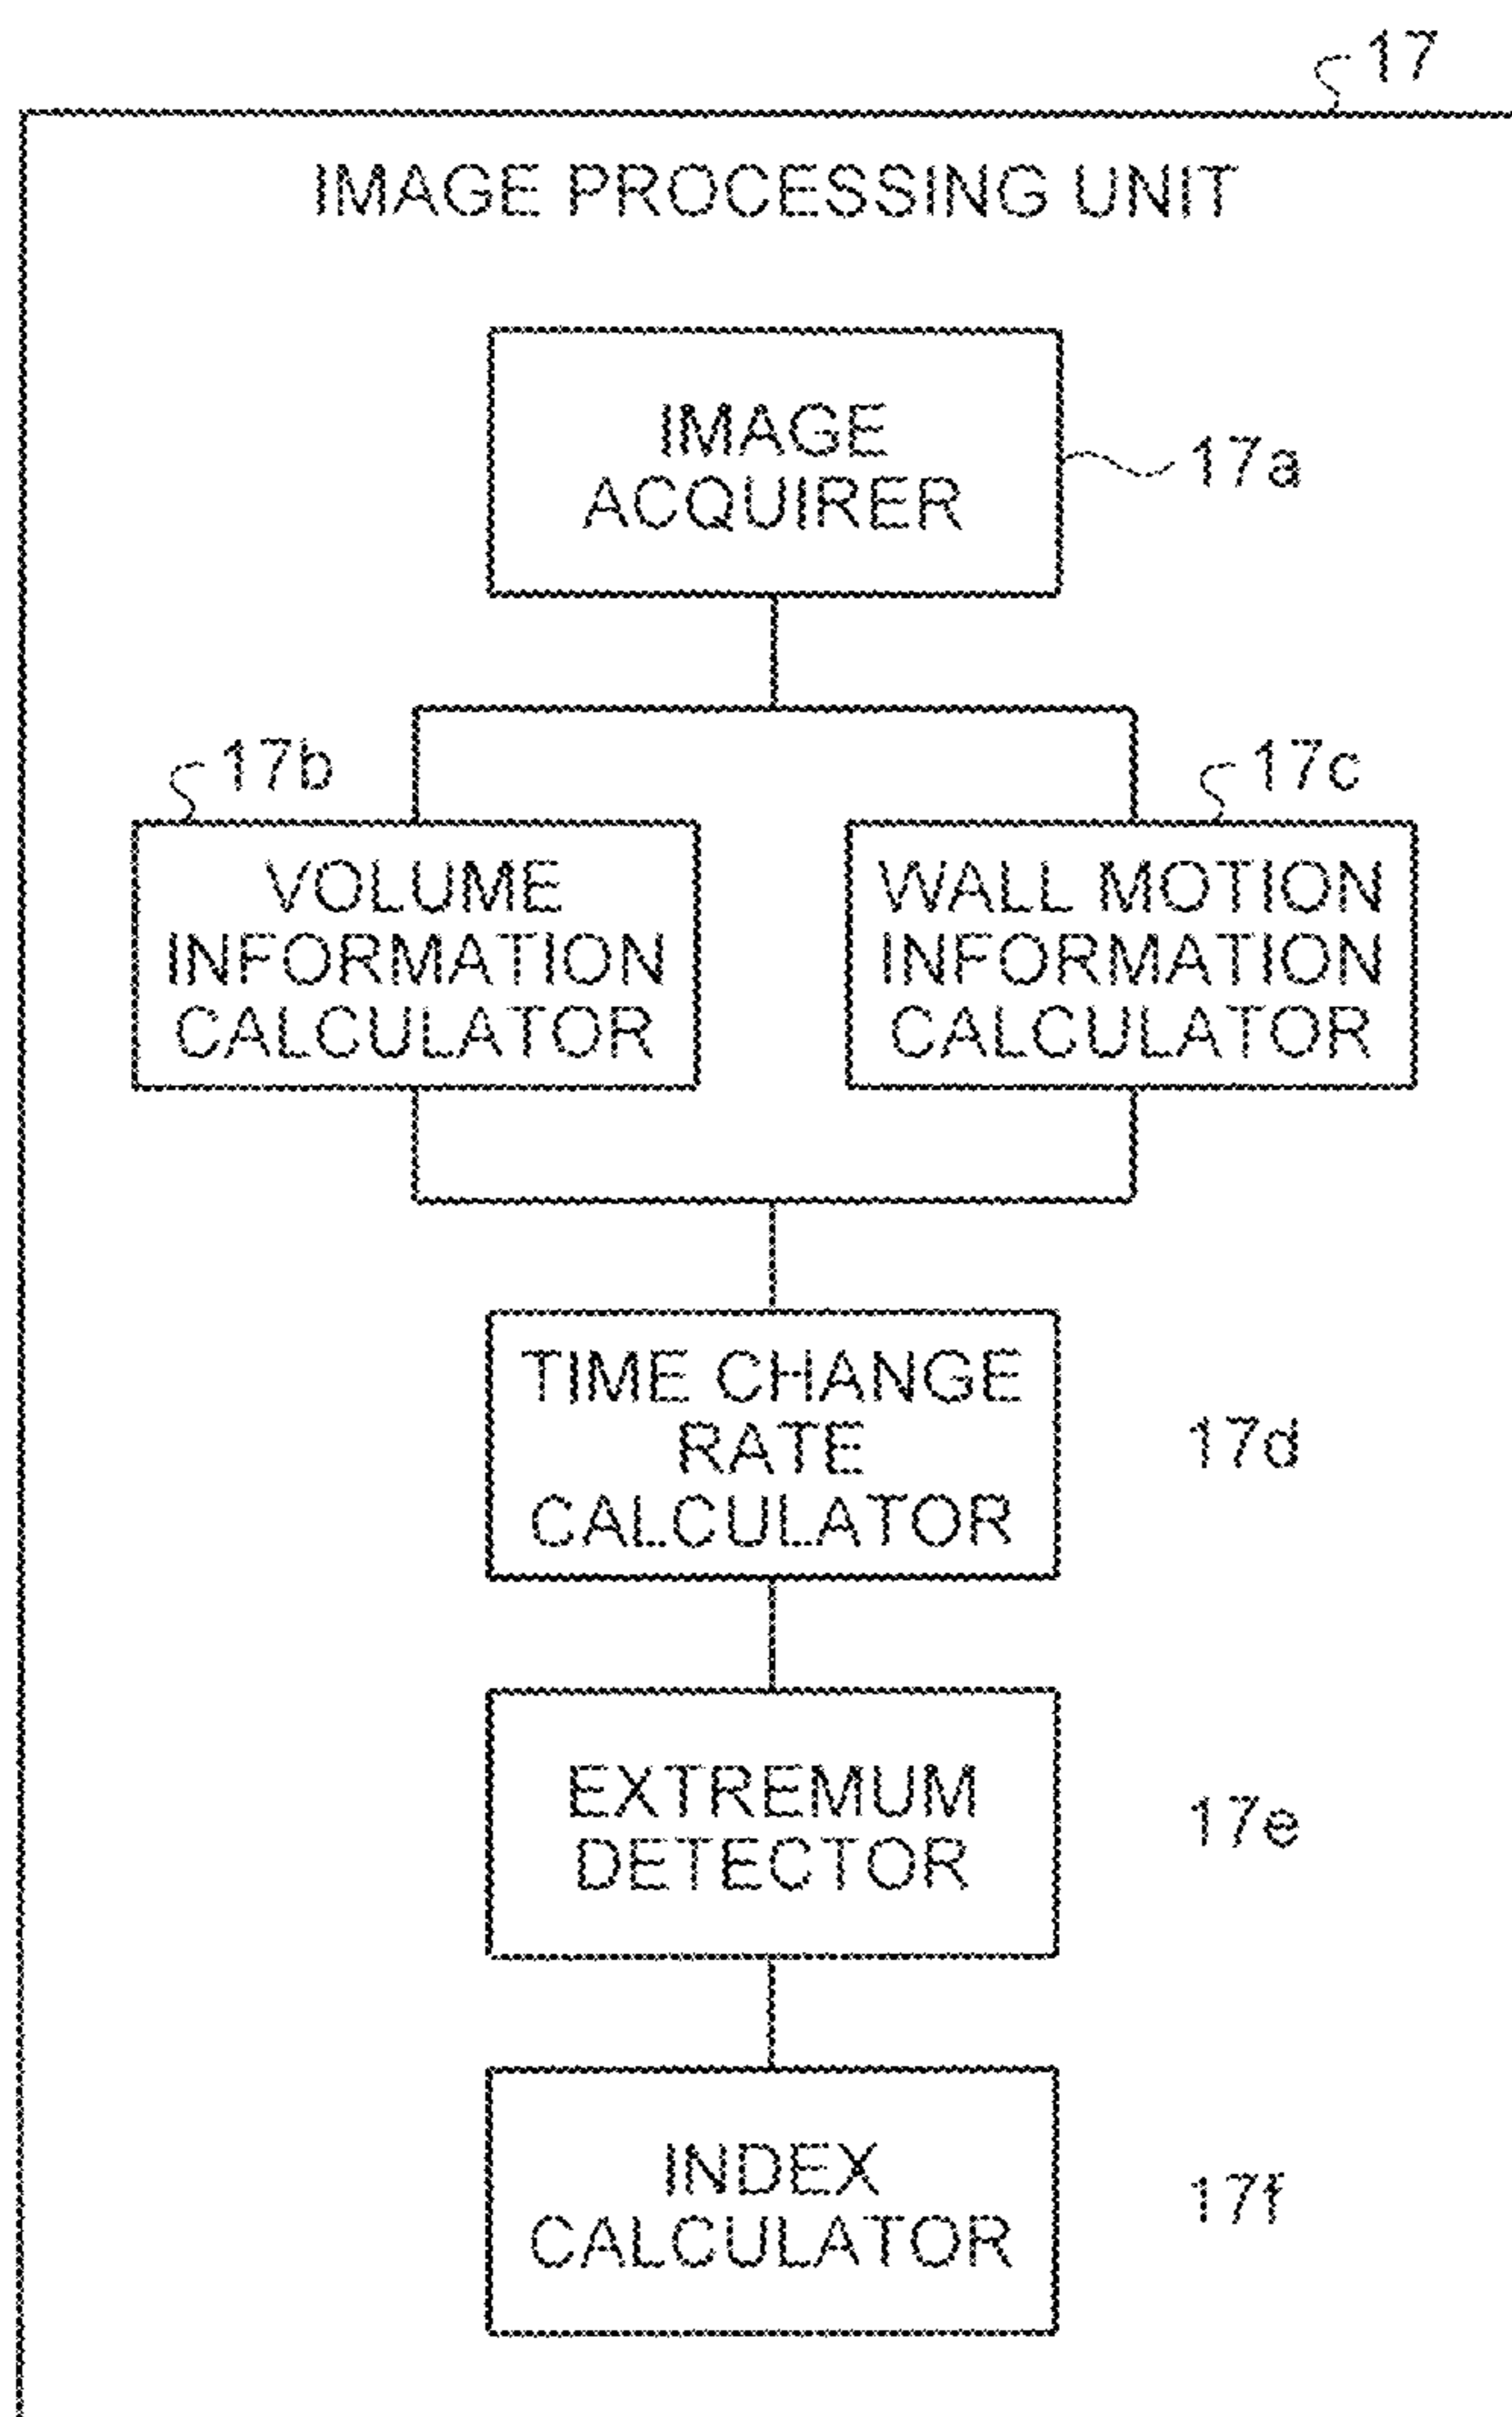 17
IMAGE PROCESSING UNIT
IMAGE
ACQUIRER
17a
17b
17c
VOLUME
INFORMATION
CALCULATOR
WALL MOTION
INFORMATION
CALCULATOR
TIME CHANGE
RATE
CALCULATOR
17d
EXTREMUM
DETECTOR
17e
INDEX
CALCULATOR
17f